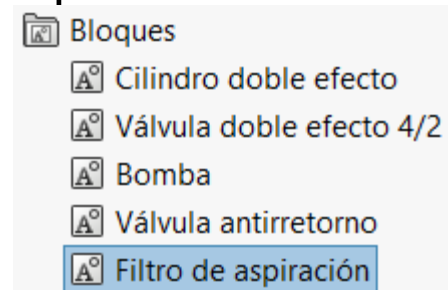 Bloques
Cilindro doble efecto
Válvula doble efecto 4/2
Bomba
Válvula antirretorno
Filtro de aspiración